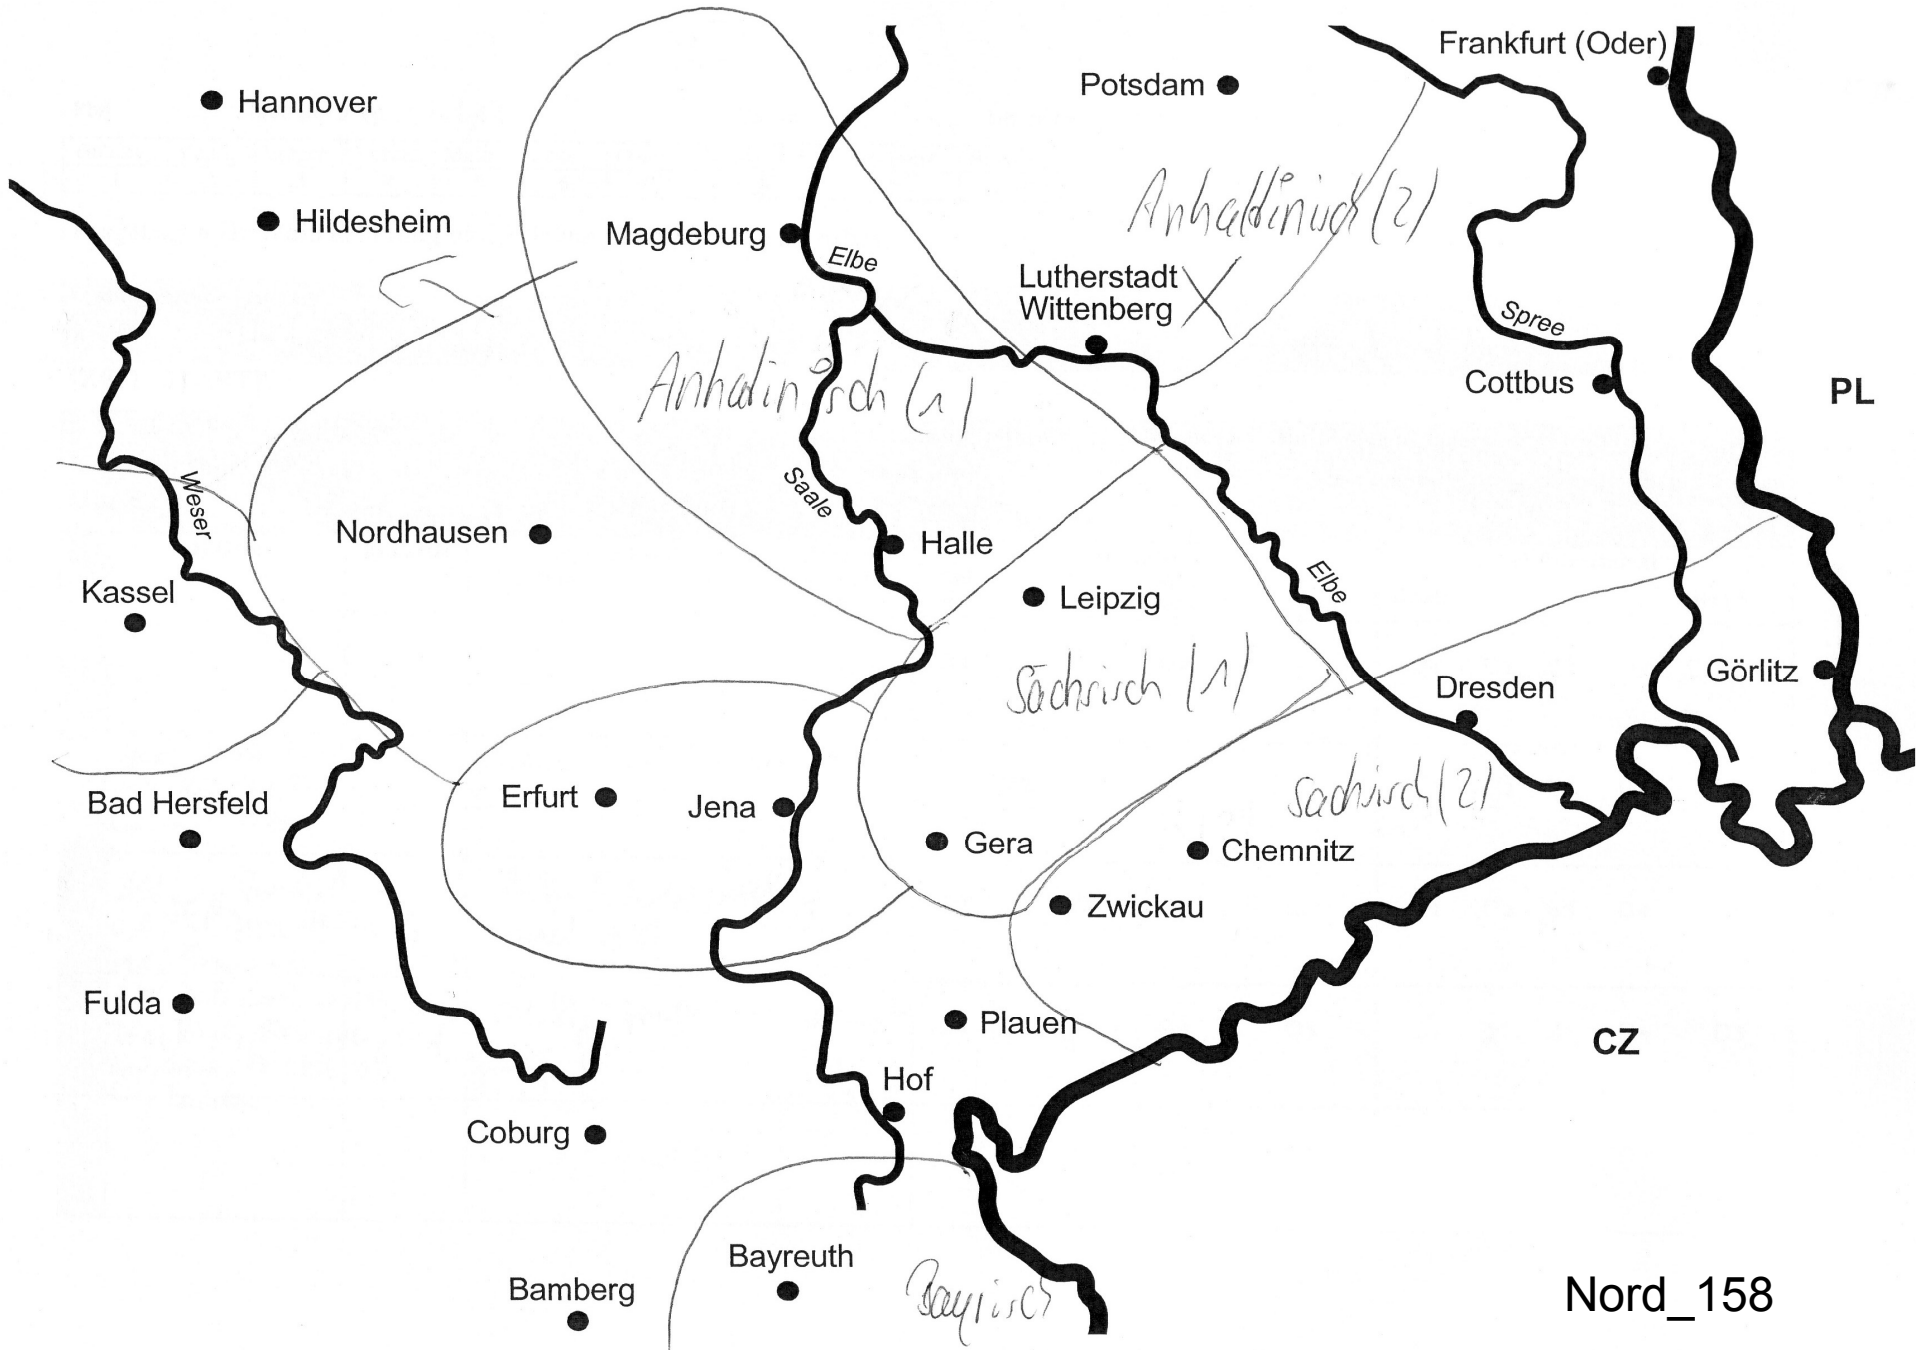 Frankfurt (Oder)
Potsdam
Hannover
Anhaltinisch (2)
Hildesheim
Magdeburg
Elbe
Lutherstadt
Wittenberg
Spree
Cottbus
PL
Anhatinisch (1)
Weser
Saale
Nordhausen
Halle
Elbe
Kassel
Leipzig
Sächsisch (1)
Görlitz
Dresden
Bad Hersfeld
Erfurt
Jena
sächsisch (2)
Gera
Chemnitz
Zwickau
Fulda
Plauen
CZ
Hof
Coburg
Bayreuth
Bamberg
Bayrisch
Nord_158